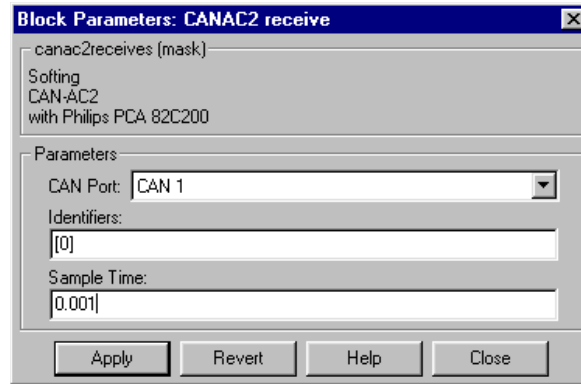 Block Parameters: CANAC2 receive
canac2receives (mask)
Softing
CAN-AC2
with Philips PCA 82C200
Parameters
CAN Port: CAN 1
Identifiers:
[0]
Sample Time:
0.001
Apply Revert Help Close